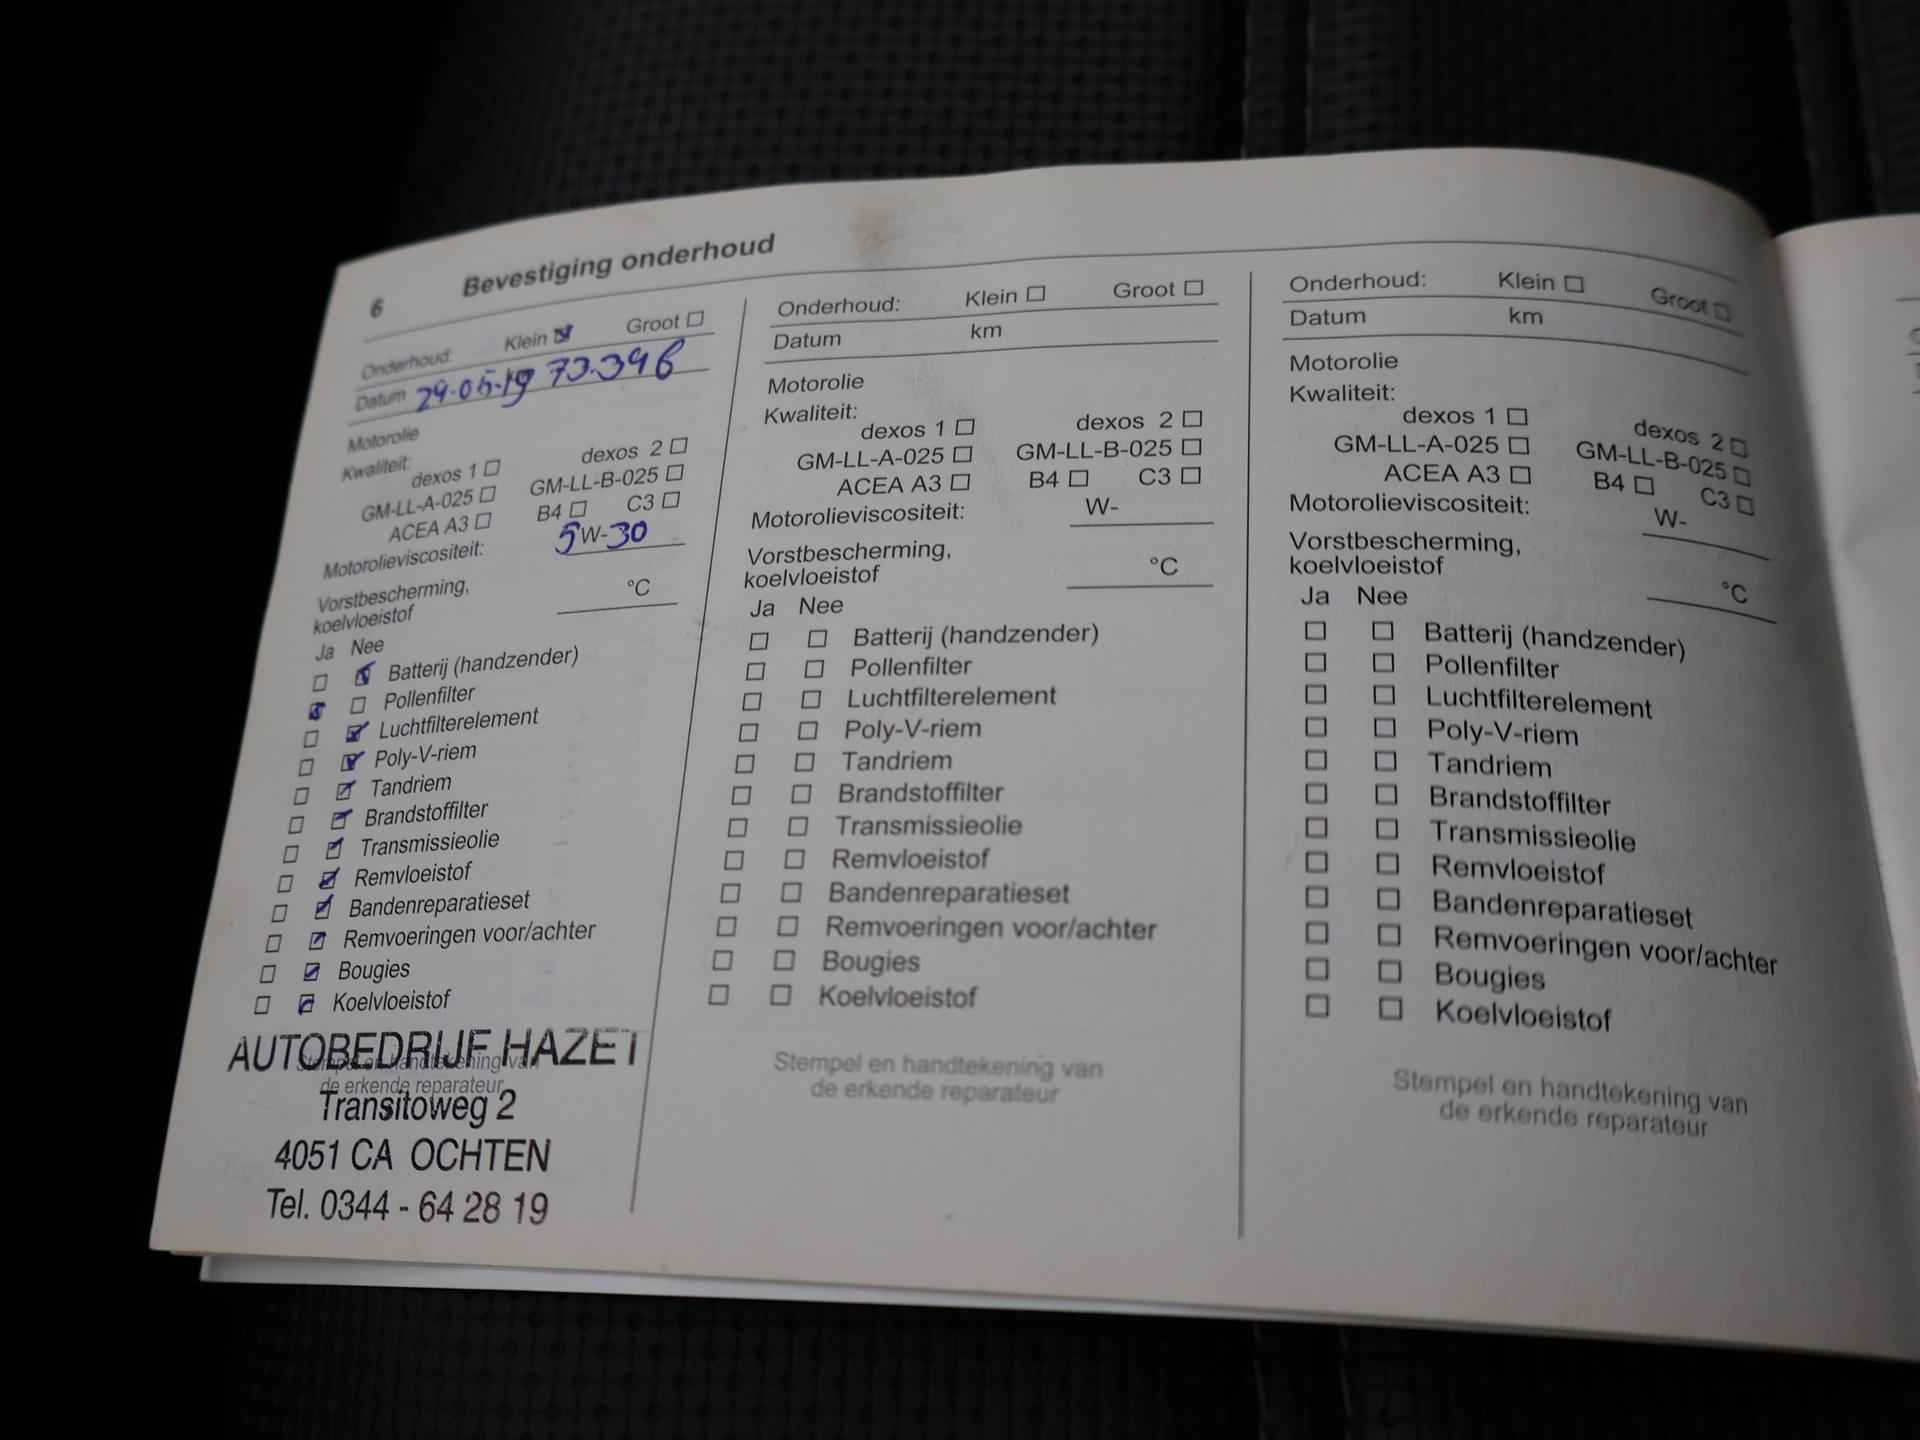 6 Bevestiging onderhoud
Onderhoud: Klein Groot
Datum 29-05-19 73.396
Motorolie
Kwaliteit:
dexos 1 dexos 2
GM-LL-A-025 GM-LL-B-025
ACEA A3 B4 C3
Motorolieviscositeit: 5W-30
Vorstbescherming,
koelvloeistof °C
Ja Nee
Batterij (handzender)
Pollenfilter
Luchtfilterelement
Poly-V-riem
Tandriem
Brandstoffilter
Transmissieolie
Remvloeistof
Bandenreparatieset
Remvoeringen voor/achter
Bougies
Koelvloeistof
Stempel en handtekening van
de erkende reparateur
AUTOBEDRIJF HAZET
Transitoweg 2
4051 CA OCHTEN
Tel. 0344 - 64 28 19
Onderhoud: Klein Groot
Datum km
Motorolie
Kwaliteit:
dexos 1 dexos 2
GM-LL-A-025 GM-LL-B-025
ACEA A3 B4 C3
Motorolieviscositeit: W-
Vorstbescherming,
koelvloeistof °C
Ja Nee
Batterij (handzender)
Pollenfilter
Luchtfilterelement
Poly-V-riem
Tandriem
Brandstoffilter
Transmissieolie
Remvloeistof
Bandenreparatieset
Remvoeringen voor/achter
Bougies
Koelvloeistof
Stempel en handtekening van
de erkende reparateur
Onderhoud: Klein Groot
Datum km
Motorolie
Kwaliteit:
dexos 1 dexos 2
GM-LL-A-025 GM-LL-B-025
ACEA A3 B4 C3
Motorolieviscositeit: W-
Vorstbescherming,
koelvloeistof °C
Ja Nee
Batterij (handzender)
Pollenfilter
Luchtfilterelement
Poly-V-riem
Tandriem
Brandstoffilter
Transmissieolie
Remvloeistof
Bandenreparatieset
Remvoeringen voor/achter
Bougies
Koelvloeistof
Stempel en handtekening van
de erkende reparateur